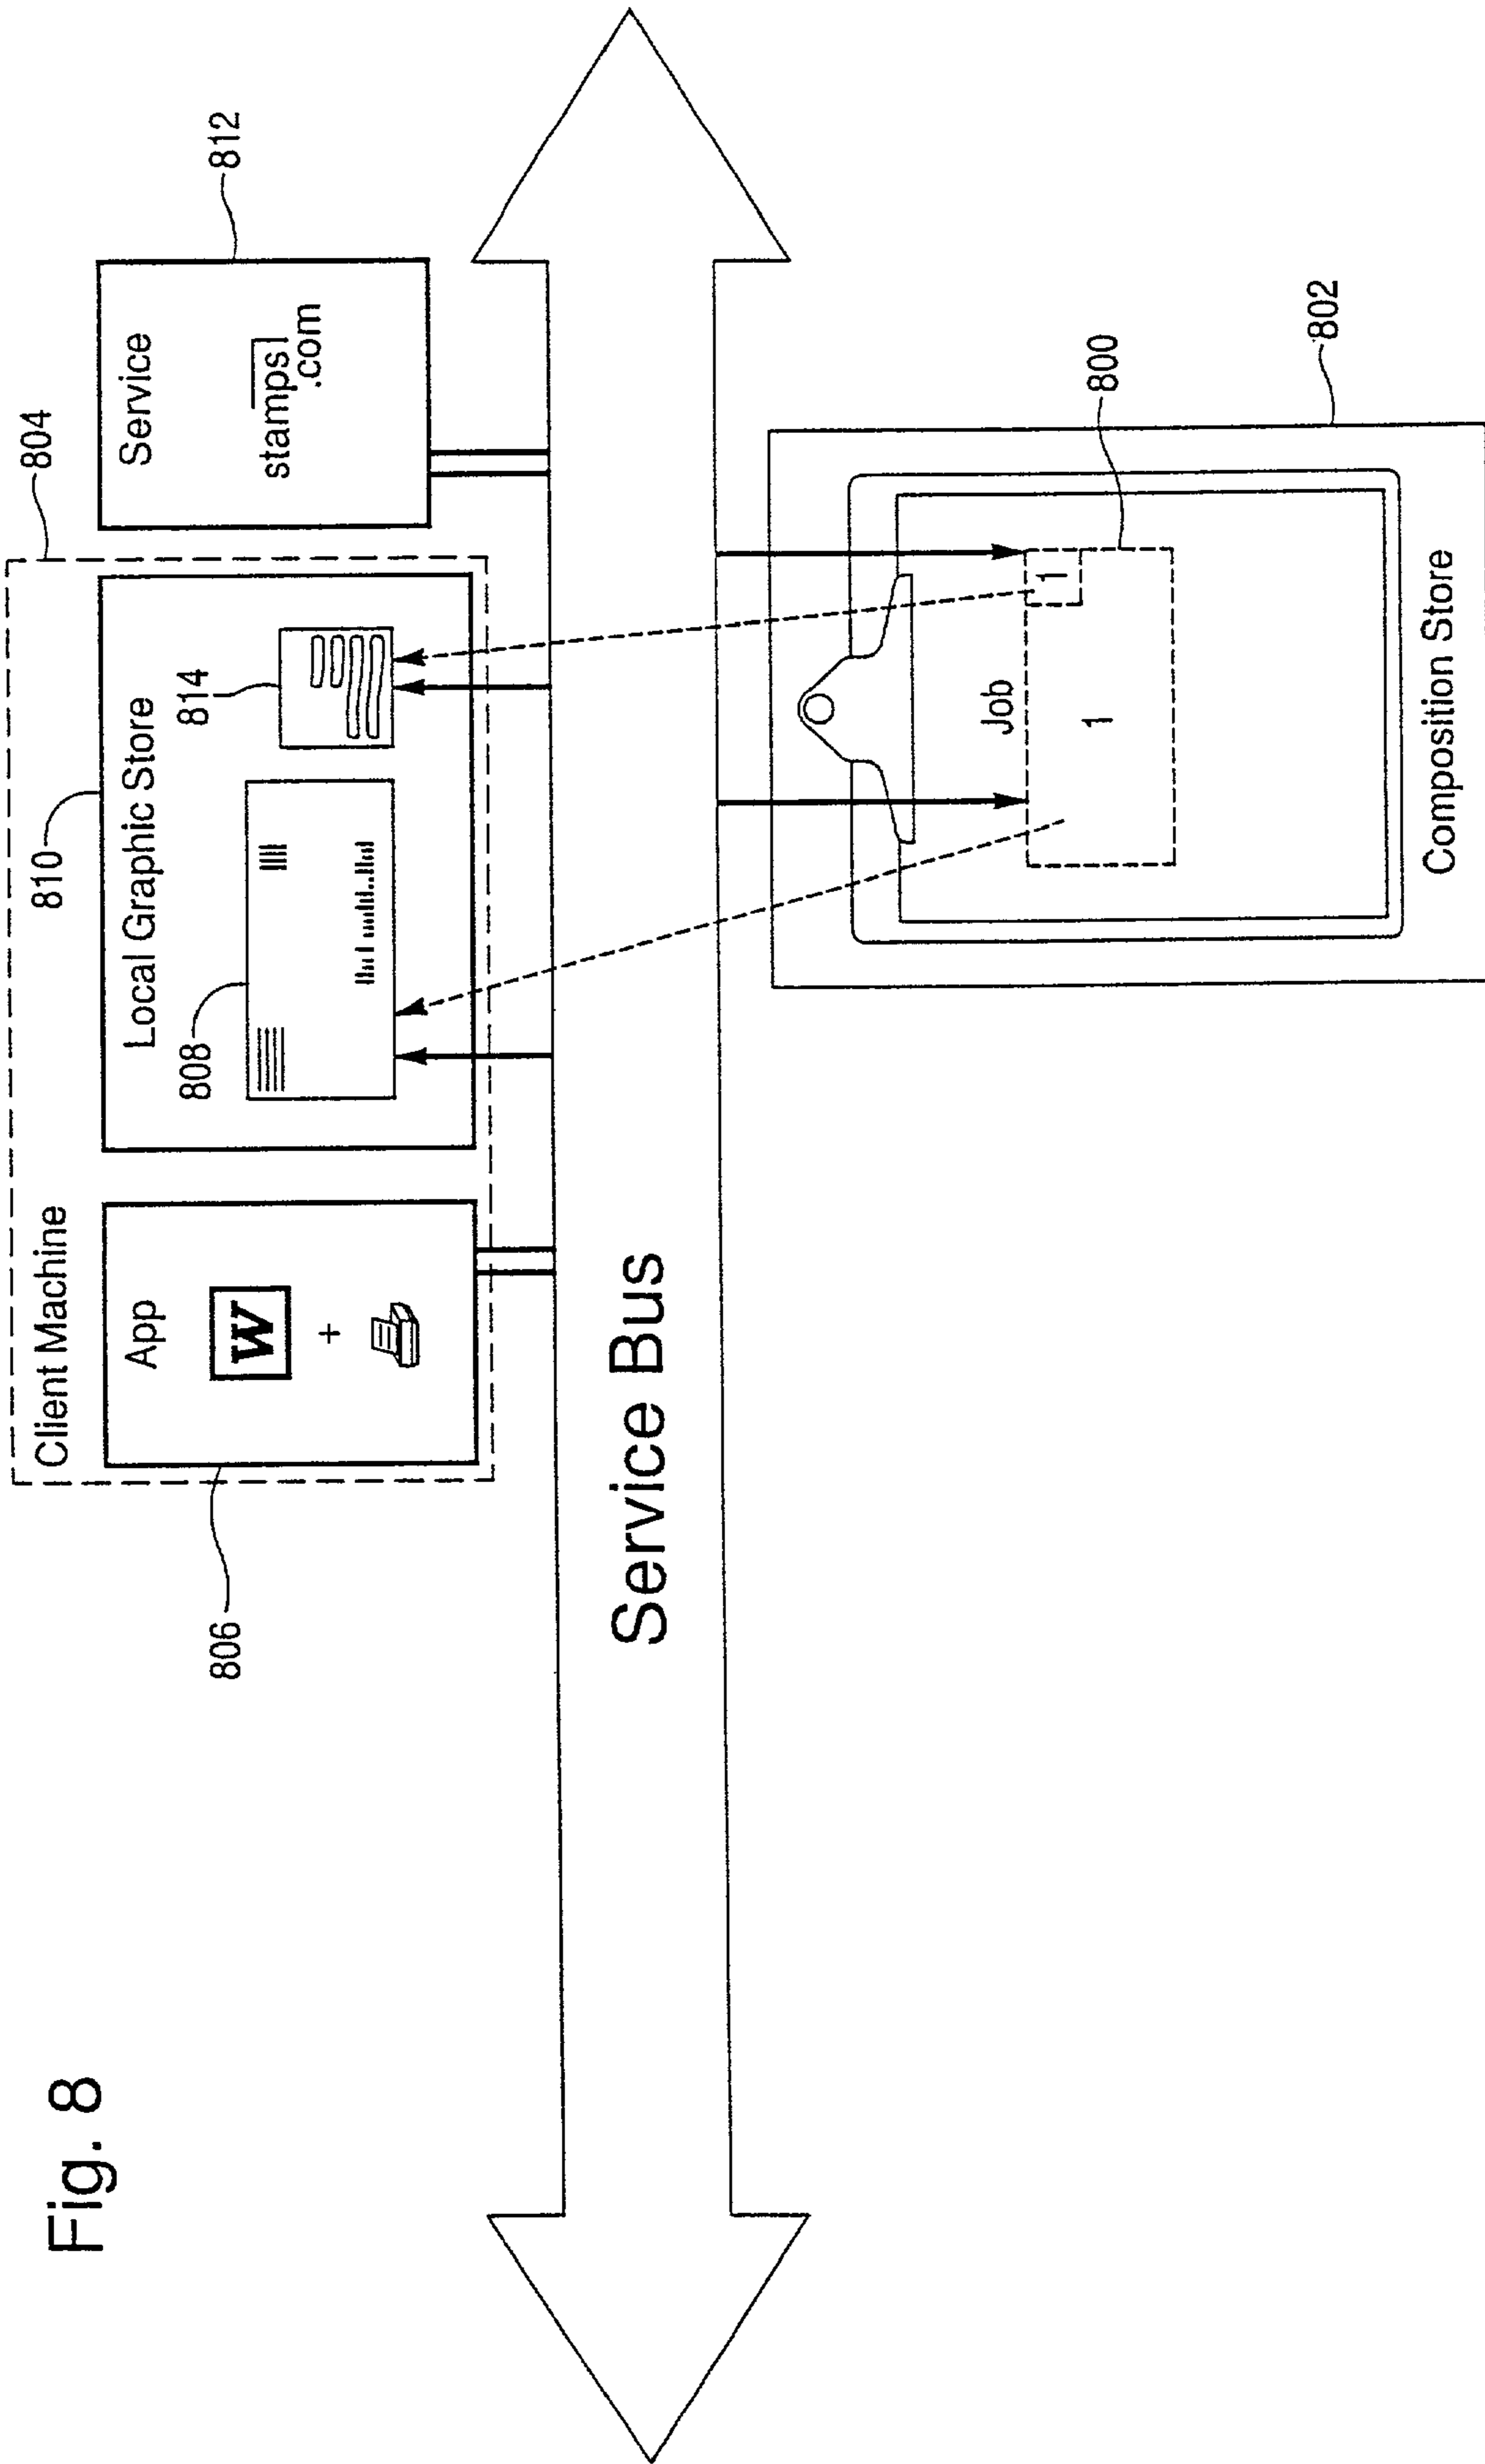 Fig. 8
804
Client Machine
App
W
+
806
810
Local Graphic Store
808
814
812
Service
stamps
.com
Service Bus
Job
1
1
800
802
Composition Store